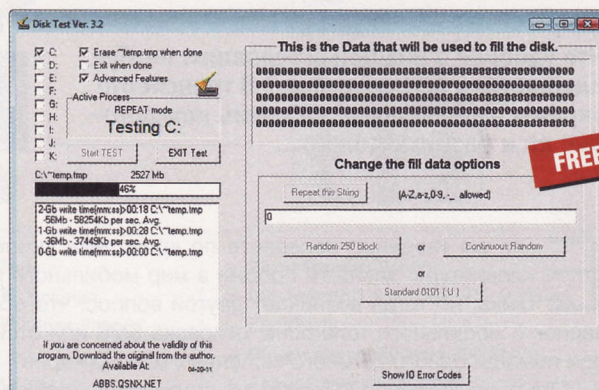 Disk Test Ver. 3.2
C:
D:
E:
F:
G:
H:
I:
J:
K:
Erase ~temp.tmp when done
Exit when done
Advanced Features
Active Process
REPEAT mode
Testing C:
Start TEST
EXIT Test
C:\~temp.tmp 2527 Mb
46%
2-Gb write time(mm:ss)>00:18 C:\~temp.tmp
-56Mb - 58254Kb per sec. Avg.
1-Gb write time(mm:ss)>00:28 C:\~temp.tmp
-36Mb - 37449Kb per sec. Avg.
0-Gb write time(mm:ss)>00:00 C:\~temp.tmp
If you are concerned about the validity of this
program, Download the original from the author.
Available At:
04-20-11
ABBS.QSNX.NET
This is the Data that will be used to fill the disk.
Change the fill data options
FREE
Repeat this String
(A-Z,a-z,0-9, -_ allowed)
0
Random 250 block
or
Continuous Random
or
Standard 0101 ( U )
Show IO Error Codes